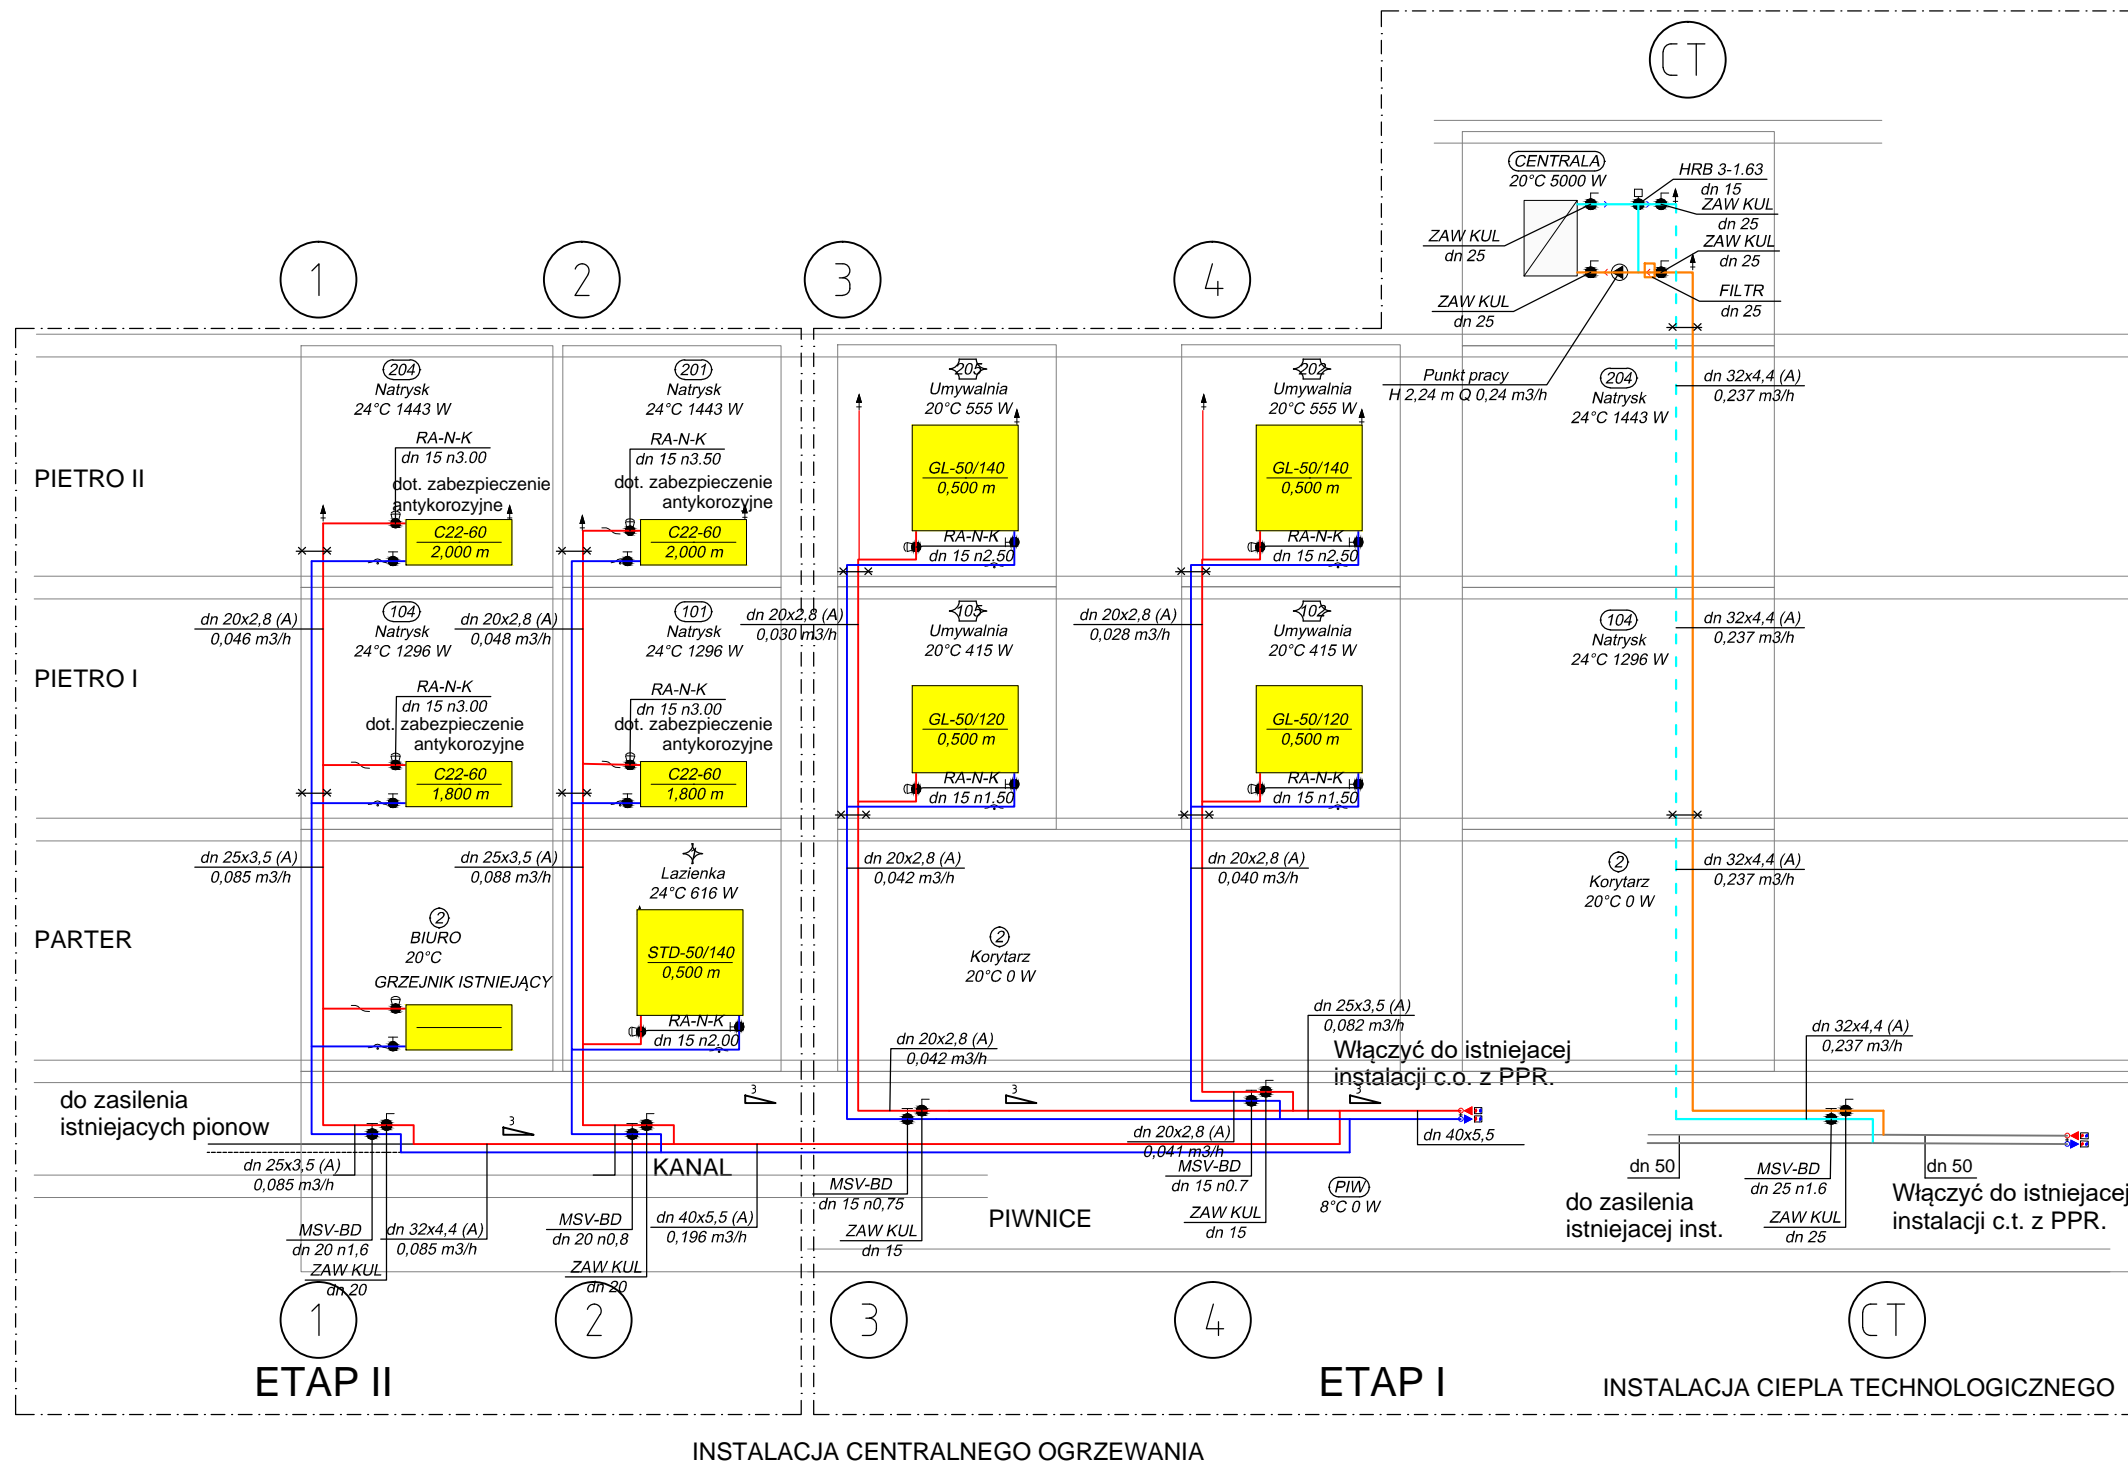 CT
CENTRALA
20°C 5000 W
HRB 3-1.63
dn 15
ZAW KUL
dn 25
ZAW KUL
dn 25
ZAW KUL
dn 25
ZAW KUL
dn 25
FILTR
dn 25
Punkt pracy
H 2,24 m Q 0,24 m3/h
1
2
3
4
PIETRO II
204
Natrysk
24°C 1443 W
RA-N-K
dn 15 n3.00
dot. zabezpieczenie
antykorozyjne
C22-60
2,000 m
201
Natrysk
24°C 1443 W
RA-N-K
dn 15 n3.50
dot. zabezpieczenie
antykorozyjne
C22-60
2,000 m
205
Umywalnia
20°C 555 W
GL-50/140
0,500 m
RA-N-K
dn 15 n2.50
202
Umywalnia
20°C 555 W
GL-50/140
0,500 m
RA-N-K
dn 15 n2.50
204
Natrysk
24°C 1443 W
dn 32x4,4 (A)
0,237 m3/h
PIETRO I
dn 20x2,8 (A)
0,046 m3/h
104
Natrysk
24°C 1296 W
RA-N-K
dn 15 n3.00
dot. zabezpieczenie
antykorozyjne
C22-60
1,800 m
dn 20x2,8 (A)
0,048 m3/h
101
Natrysk
24°C 1296 W
RA-N-K
dn 15 n3.00
dot. zabezpieczenie
antykorozyjne
C22-60
1,800 m
dn 20x2,8 (A)
0,030 m3/h
105
Umywalnia
20°C 415 W
GL-50/120
0,500 m
RA-N-K
dn 15 n1.50
dn 20x2,8 (A)
0,028 m3/h
102
Umywalnia
20°C 415 W
GL-50/120
0,500 m
RA-N-K
dn 15 n1.50
104
Natrysk
24°C 1296 W
dn 32x4,4 (A)
0,237 m3/h
PARTER
dn 25x3,5 (A)
0,085 m3/h
2
BIURO
20°C
GRZEJNIK ISTNIEJĄCY
dn 25x3,5 (A)
0,088 m3/h
Lazienka
24°C 616 W
STD-50/140
0,500 m
RA-N-K
dn 15 n2.00
dn 20x2,8 (A)
0,042 m3/h
2
Korytarz
20°C 0 W
dn 20x2,8 (A)
0,040 m3/h
2
Korytarz
20°C 0 W
dn 32x4,4 (A)
0,237 m3/h
dn 20x2,8 (A)
0,042 m3/h
dn 25x3,5 (A)
0,082 m3/h
Włączyć do istniejacej
instalacji c.o. z PPR.
dn 32x4,4 (A)
0,237 m3/h
do zasilenia
istniejacych pionow
3
3
3
3
dn 25x3,5 (A)
0,085 m3/h
KANAL
dn 20x2,8 (A)
0,041 m3/h
dn 40x5,5
MSV-BD
dn 20 n1,6
ZAW KUL
dn 20
dn 32x4,4 (A)
0,085 m3/h
MSV-BD
dn 20 n0,8
ZAW KUL
dn 20
dn 40x5,5 (A)
0,196 m3/h
MSV-BD
dn 15 n0,75
ZAW KUL
dn 15
PIWNICE
MSV-BD
dn 15 n0.7
ZAW KUL
dn 15
PIW
8°C 0 W
dn 50
do zasilenia
istniejacej inst.
MSV-BD
dn 25 n1.6
ZAW KUL
dn 25
dn 50
Włączyć do istniejacej
instalacji c.t. z PPR.
1
2
3
4
CT
ETAP II
ETAP I
INSTALACJA CIEPLA TECHNOLOGICZNEGO
INSTALACJA CENTRALNEGO OGRZEWANIA